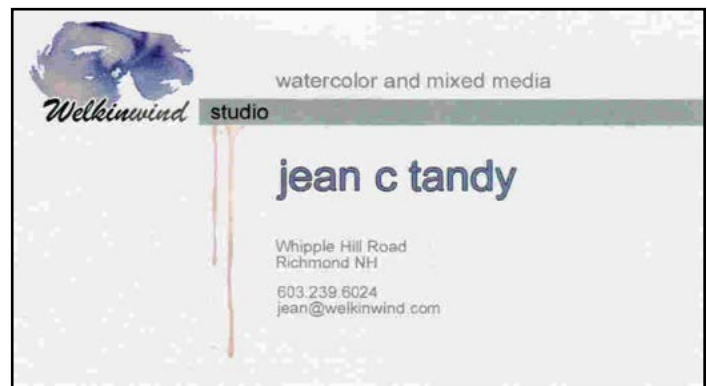 watercolor and mixed media
Welkinwind studio
jean c tandy
Whipple Hill Road
Richmond NH
603.239.6024
jean@welkinwind.com